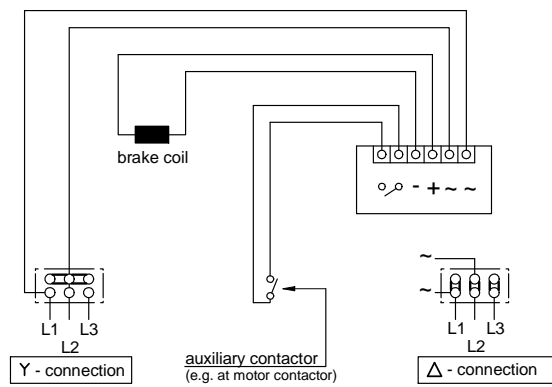 brake coil
- + ~ ~
~
~
L1 L3
L2
L1 L3
L2
Y - connection
auxiliary contactor
(e.g. at motor contactor)
Δ - connection